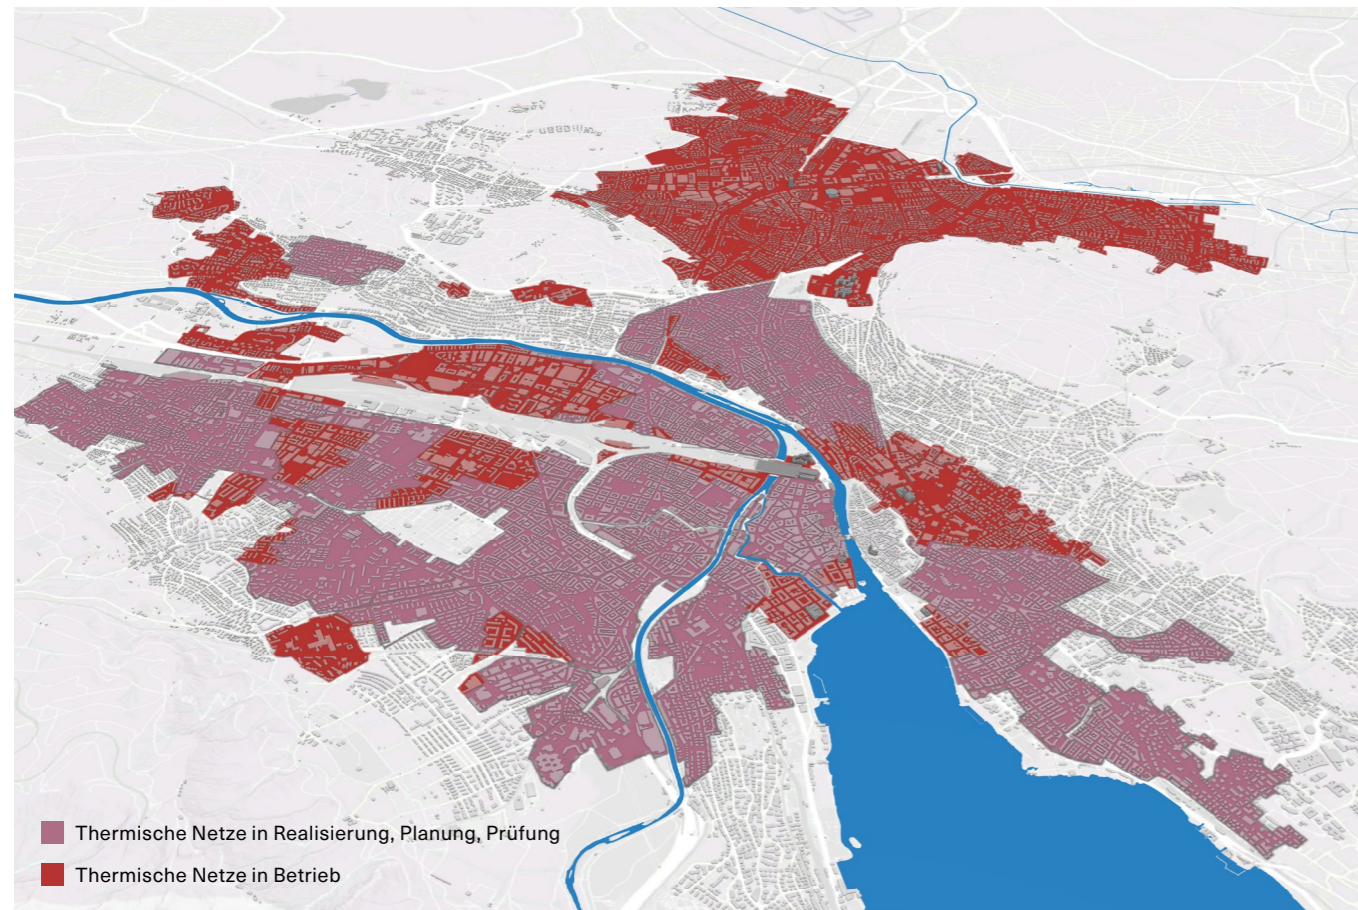 Thermische Netze in Realisierung, Planung, Prüfung
Thermische Netze in Betrieb